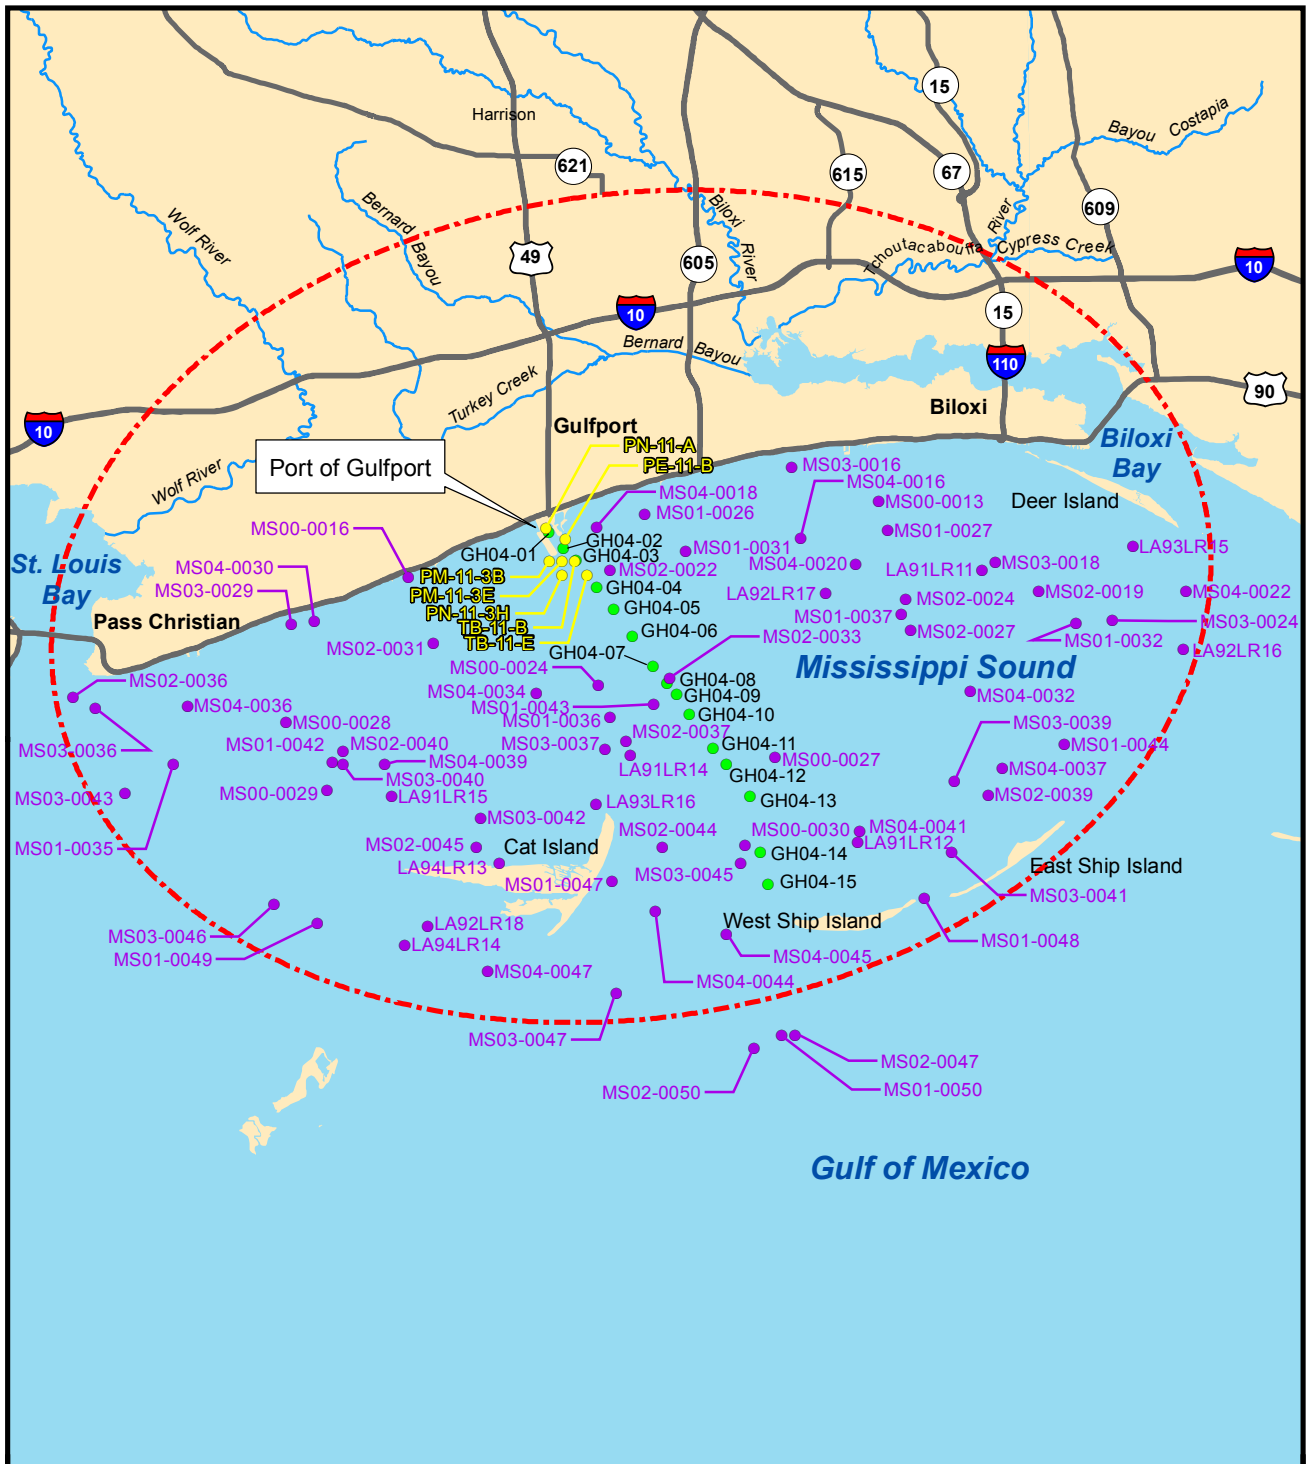 15
Harrison
Bayou Costapia
621
615
67
609
Wolf River
Bernard Bayou
Biloxi River
Tchoutacabouffa River
Cypress Creek
49
605
10
10
15
Bernard Bayou
110
Turkey Creek
90
10
Biloxi
Gulfport
Biloxi Bay
PN-11-A
Port of Gulfport
PE-11-B
MS03-0016
MS04-0016
Wolf River
MS04-0018
MS00-0013
Deer Island
MS01-0026
MS00-0016
MS01-0027
GH04-01
GH04-02
LA93LR15
MS01-0031
GH04-03
St. Louis Bay
MS04-0030
MS04-0020
MS03-0018
LA91LR11
MS02-0022
PM-11-3B
GH04-04
MS03-0029
PM-11-3E
LA92LR17
MS02-0024
MS02-0019
MS04-0022
GH04-05
PN-11-3H
MS01-0037
Pass Christian
MS03-0024
TB-11-B
MS02-0027
GH04-06
MS02-0033
MS01-0032
TB-11-E
MS02-0031
GH04-07
LA92LR16
MS00-0024
Mississippi Sound
MS02-0036
GH04-08
MS04-0034
MS04-0032
GH04-09
MS04-0036
MS01-0043
GH04-10
MS01-0036
MS00-0028
MS03-0039
MS02-0037
MS01-0042
MS02-0040
MS01-0044
MS03-0036
MS03-0037
GH04-11
MS00-0027
MS04-0039
LA91LR14
MS04-0037
GH04-12
MS03-0040
MS00-0029
LA91LR15
MS02-0039
GH04-13
MS03-0043
LA93LR16
MS03-0042
MS02-0044
MS00-0030
MS04-0041
LA91LR12
MS01-0035
MS02-0045
Cat Island
GH04-14
LA94LR13
MS03-0045
East Ship Island
MS01-0047
GH04-15
MS03-0041
West Ship Island
LA92LR18
MS03-0046
MS01-0048
LA94LR14
MS01-0049
MS04-0045
MS04-0047
MS04-0044
MS03-0047
MS02-0047
MS02-0050
MS01-0050
Gulf of Mexico